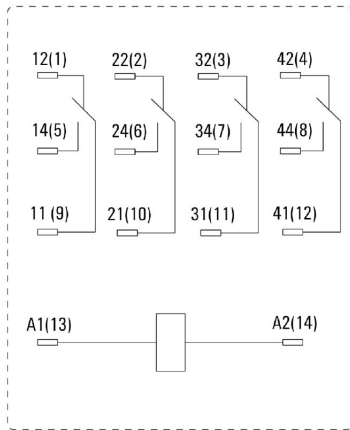 12(1) 22(2) 32(3) 42(4)
14(5) 24(6) 34(7) 44(8)
11 (9) 21(10) 31(11) 41(12)
A1(13) A2(14)